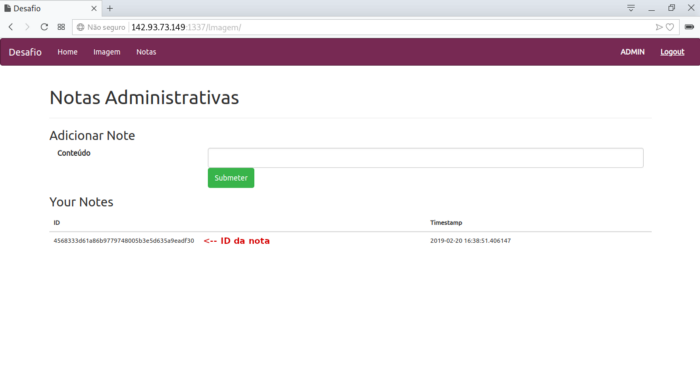 Desafio
Não seguro 142.93.73.149:1337/imagem/
Desafio Home Imagem Notas ADMIN Logout
Notas Administrativas
Adicionar Note
Conteúdo
Submeter
Your Notes
ID Timestamp
4568333d61a86b9779748005b3e5d635a9eadf30 <-- ID da nota 2019-02-20 16:38:51.406147